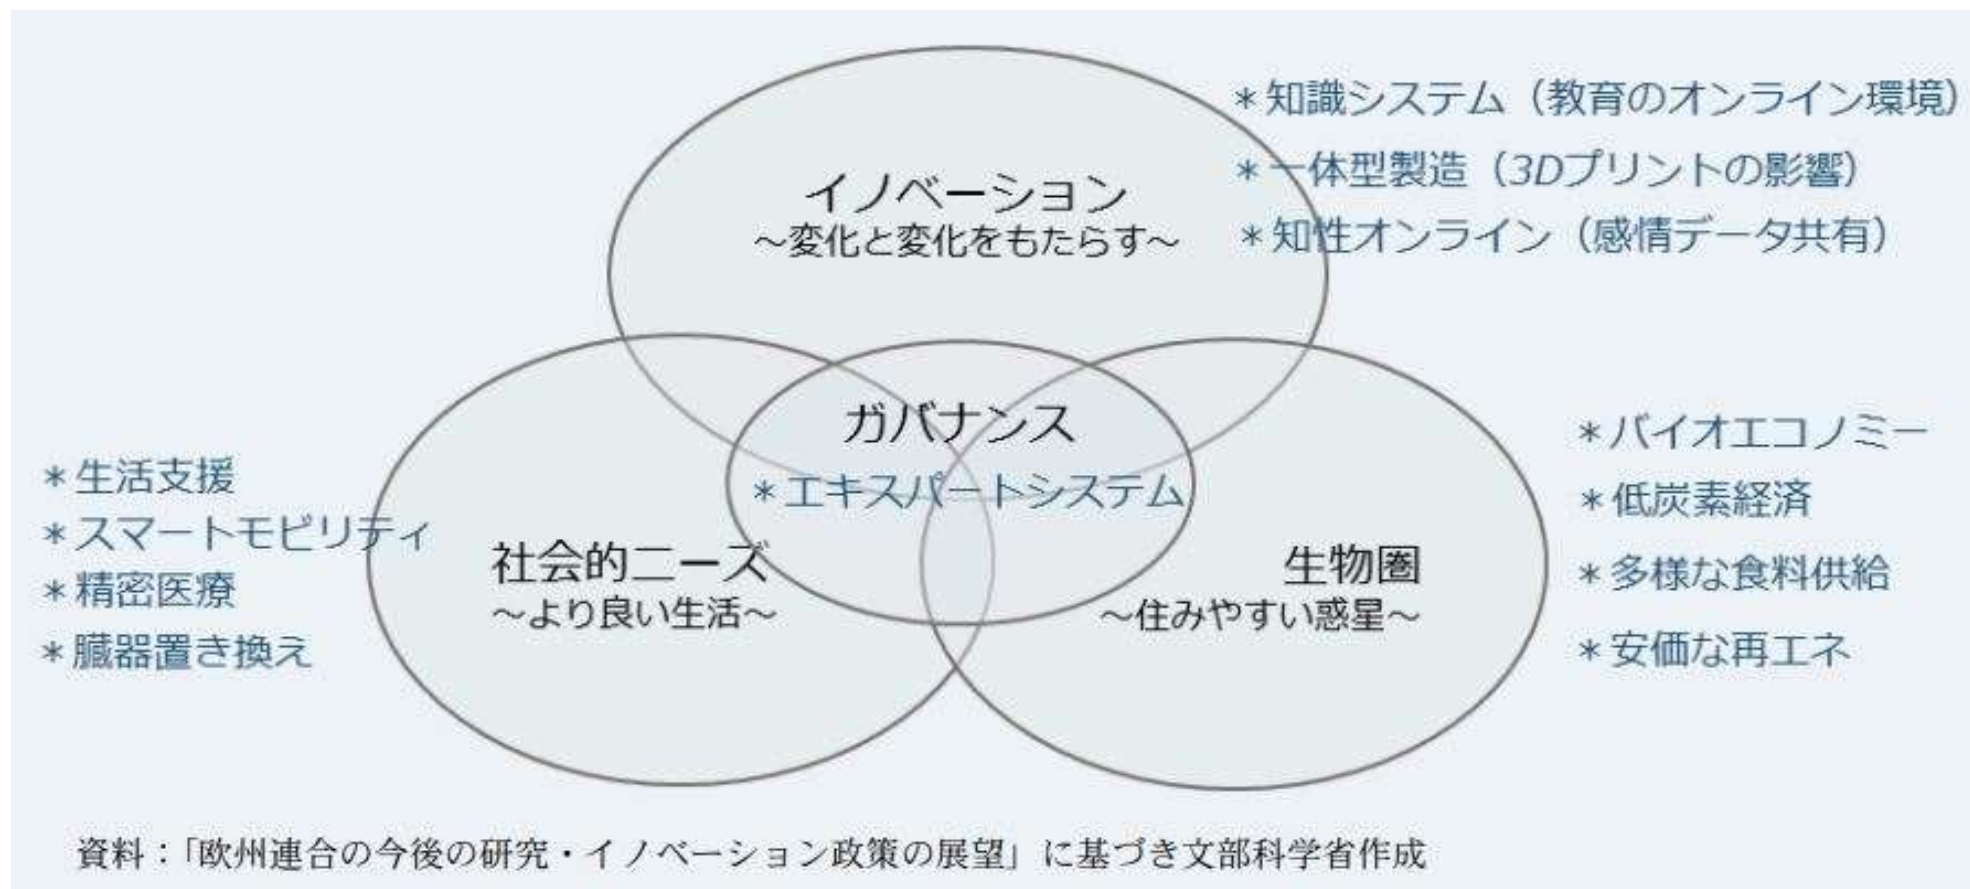 イノベーション
～変化と変化をもたらす～
＊知識システム（教育のオンライン環境）
＊一体型製造（3Dプリントの影響）
＊知性オンライン（感情データ共有）
ガバナンス
＊エキスパートシステム
＊生活支援
＊スマートモビリティ
＊精密医療
＊臓器置き換え
社会的ニーズ
～より良い生活～
生物圏
～住みやすい惑星～
＊バイオエコノミー
＊低炭素経済
＊多様な食料供給
＊安価な再エネ
資料：「欧州連合の今後の研究・イノベーション政策の展望」に基づき文部科学省作成